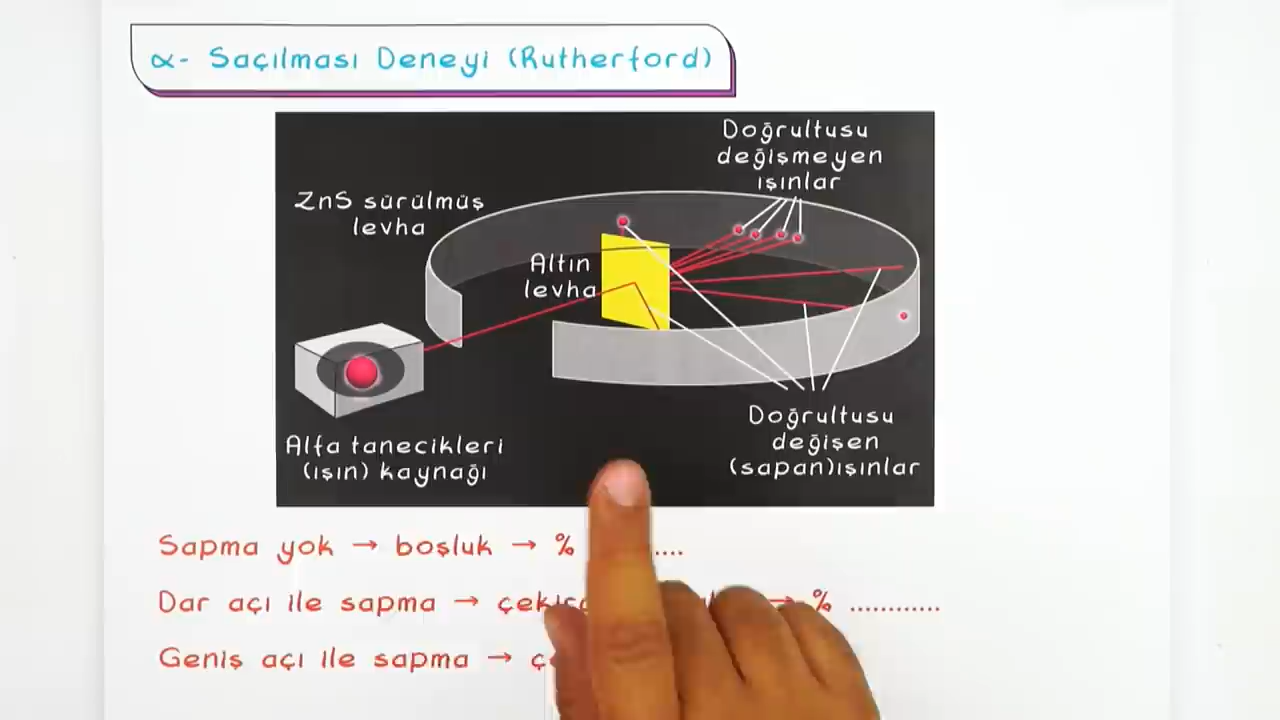 α- Saçılması Deneyi (Rutherford)
Doğrultusu
değişmeyen
ışınlar
ZnS sürülmüş
levha
Altın
levha
Alfa tanecikleri
(ışın) kaynağı
Doğrultusu
değişen
(sapan)ışınlar
Sapma yok → boşluk → % ....
Dar açı ile sapma → → % ............
Geniş açı ile sapma →